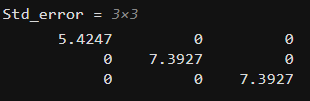 Std_error = 3×3
5.4247 0 0
0 7.3927 0
0 0 7.3927